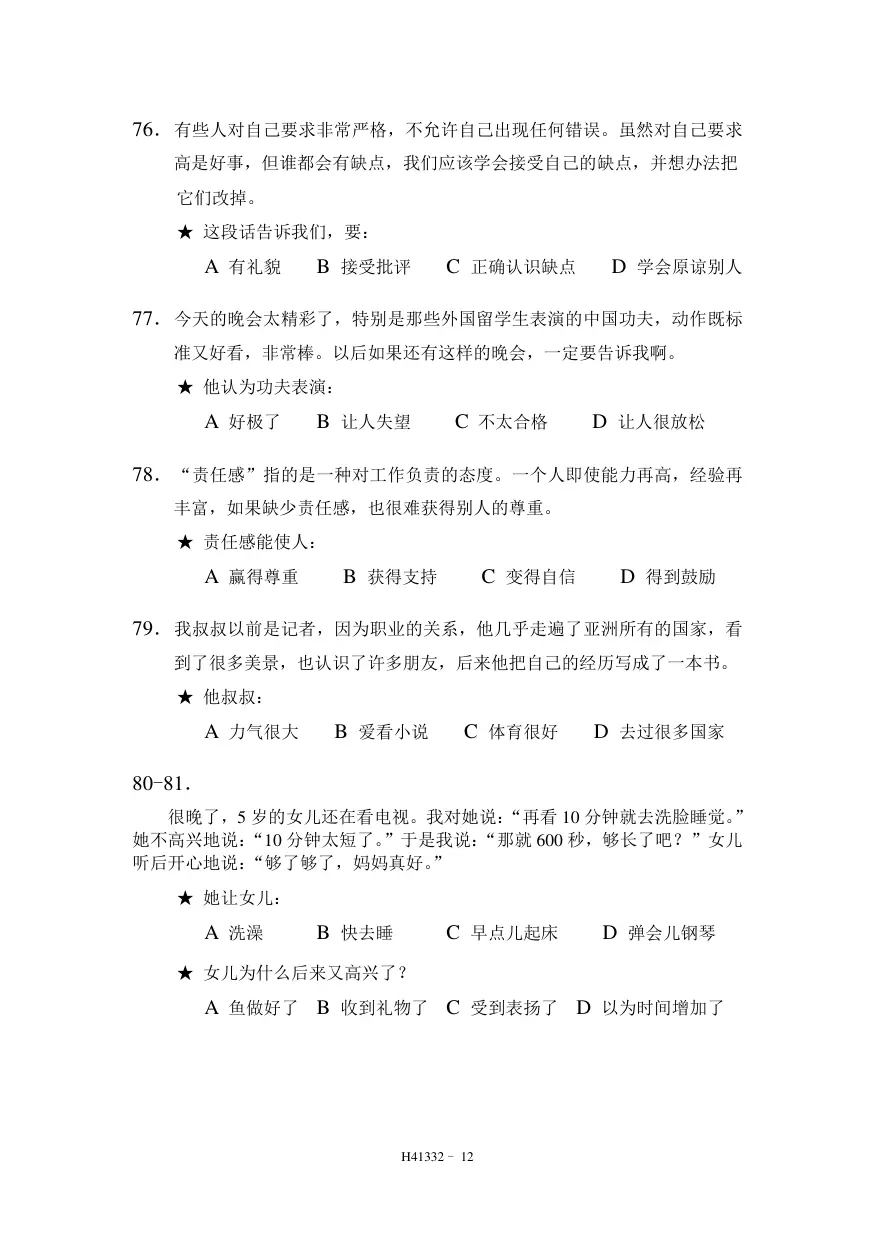 76．有些人对自己要求非常严格，不允许自己出现任何错误。虽然对自己要求
高是好事，但谁都会有缺点，我们应该学会接受自己的缺点，并想办法把
它们改掉。
★ 这段话告诉我们，要：
A 有礼貌 B 接受批评 C 正确认识缺点 D 学会原谅别人
77．今天的晚会太精彩了，特别是那些外国留学生表演的中国功夫，动作既标
准又好看，非常棒。以后如果还有这样的晚会，一定要告诉我啊。
★ 他认为功夫表演：
A 好极了 B 让人失望 C 不太合格 D 让人很放松
78．“责任感”指的是一种对工作负责的态度。一个人即使能力再高，经验再
丰富，如果缺少责任感，也很难获得别人的尊重。
★ 责任感能使人：
A 赢得尊重 B 获得支持 C 变得自信 D 得到鼓励
79．我叔叔以前是记者，因为职业的关系，他几乎走遍了亚洲所有的国家，看
到了很多美景，也认识了许多朋友，后来他把自己的经历写成了一本书。
★ 他叔叔：
A 力气很大 B 爱看小说 C 体育很好 D 去过很多国家
80-81．
很晚了，5 岁的女儿还在看电视。我对她说：“再看 10 分钟就去洗脸睡觉。”
她不高兴地说：“10 分钟太短了。”于是我说：“那就 600 秒，够长了吧？”女儿
听后开心地说：“够了够了，妈妈真好。”
★ 她让女儿：
A 洗澡 B 快去睡 C 早点儿起床 D 弹会儿钢琴
★ 女儿为什么后来又高兴了？
A 鱼做好了 B 收到礼物了 C 受到表扬了 D 以为时间增加了
H41332－ 12